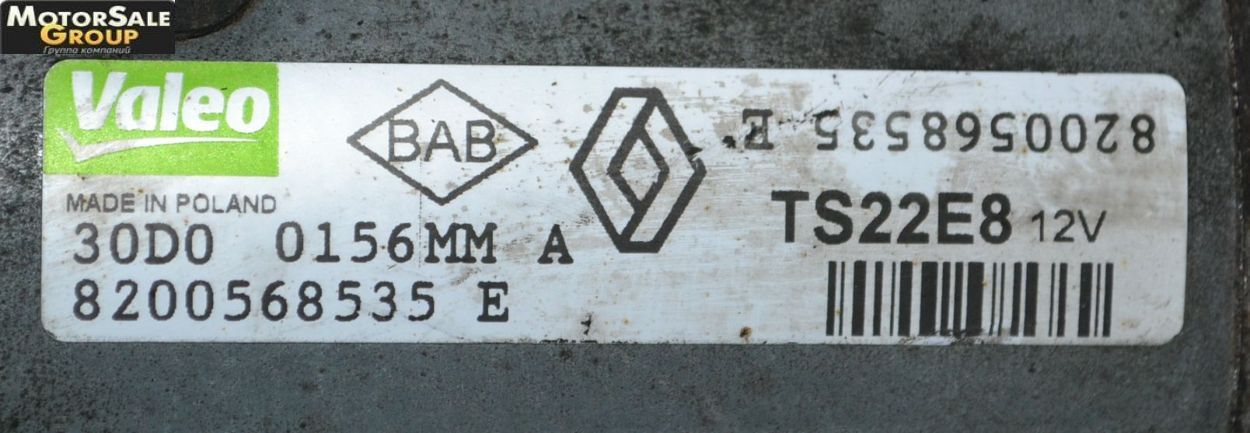 MotorSale
Group
Группа компаний
Valeo
BAB
8200568535 E
MADE IN POLAND
TS22E8 12V
30D0 0156MM A
8200568535 E